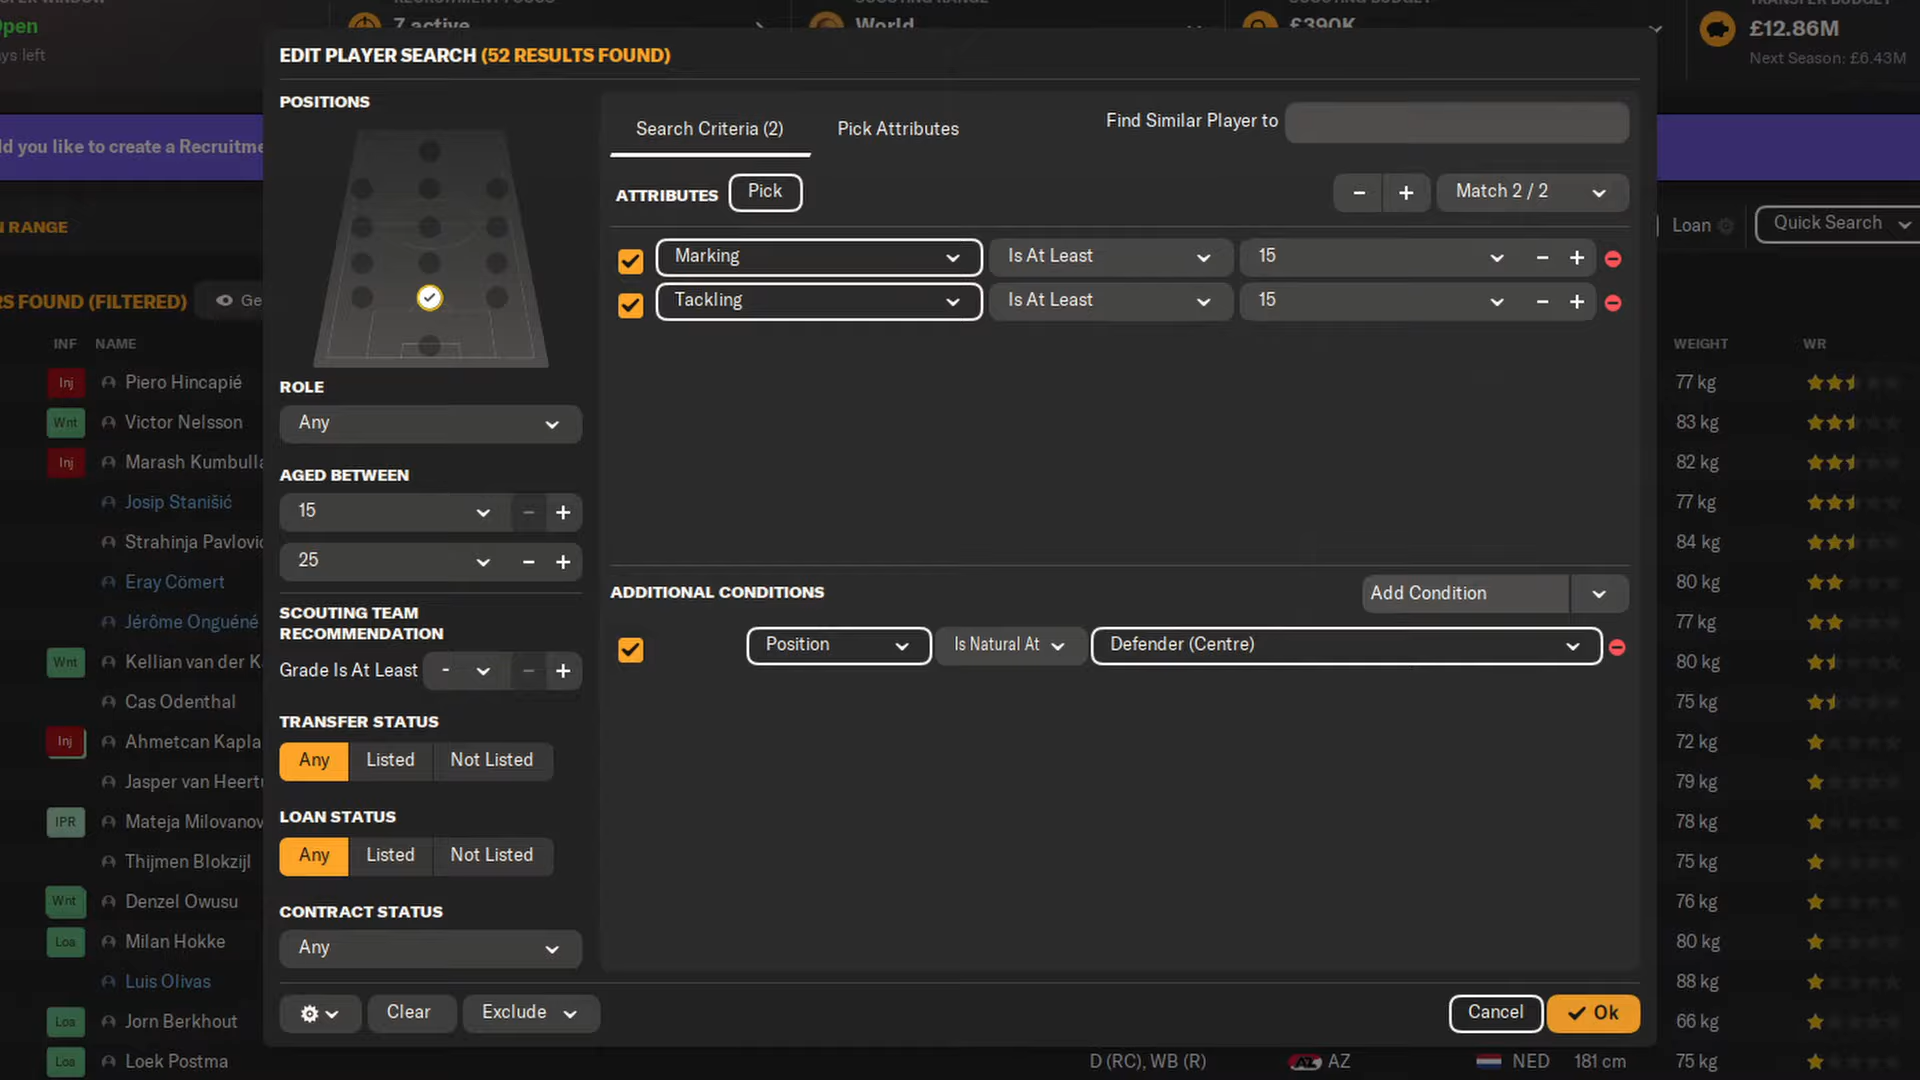 Open
7 active
World
£390K
£12.86M
Next Season: £6.43M
EDIT PLAYER SEARCH (52 RESULTS FOUND)
POSITIONS
Search Criteria (2)
Pick Attributes
Find Similar Player to
ATTRIBUTES
Pick
Match 2 / 2
Marking
Is At Least
15
Tackling
Is At Least
15
ROLE
Any
AGED BETWEEN
15
25
SCOUTING TEAM
RECOMMENDATION
Grade Is At Least
-
TRANSFER STATUS
Any
Listed
Not Listed
LOAN STATUS
Any
Listed
Not Listed
CONTRACT STATUS
Any
ADDITIONAL CONDITIONS
Add Condition
Position
Is Natural At
Defender (Centre)
Clear
Exclude
Cancel
Ok
d you like to create a Recruitme
RANGE
Loan
Quick Search
RS FOUND (FILTERED)
Ge
INF
NAME
WEIGHT
WR
Inj
Piero Hincapié
77 kg
Wnt
Victor Nelsson
83 kg
Inj
Marash Kumbulla
82 kg
Josip Stanišić
77 kg
Strahinja Pavlovic
84 kg
Eray Cömert
80 kg
Jérôme Onguéné
77 kg
Wnt
Kellian van der K
80 kg
Cas Odenthal
75 kg
Inj
Ahmetcan Kapla
72 kg
Jasper van Heert
79 kg
IPR
Mateja Milovanov
78 kg
Thijmen Blokzijl
75 kg
Wnt
Denzel Owusu
76 kg
Loa
Milan Hokke
80 kg
Luis Olivas
88 kg
Loa
Jorn Berkhout
66 kg
Loa
Loek Postma
D (RC), WB (R)
AZ
AZ
NED
181 cm
75 kg